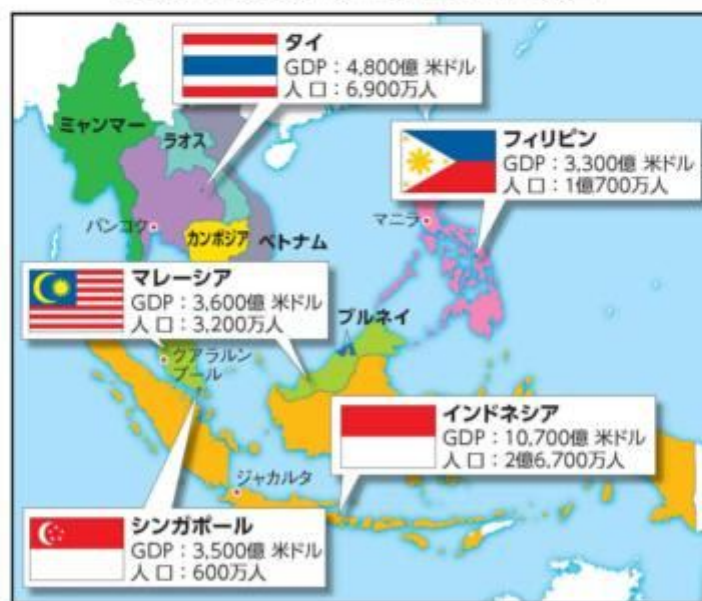 タイ
GDP：4,800億 米ドル
人 口：6,900万人
ミャンマー
ラオス
フィリピン
GDP：3,300億 米ドル
人 口：1億700万人
バンコク
カンボジア
ベトナム
マニラ
マレーシア
GDP：3,600億 米ドル
人 口：3,200万人
ブルネイ
クアラルン
プール
インドネシア
GDP：10,700億 米ドル
人 口：2億6,700万人
ジャカルタ
シンガポール
GDP：3,500億 米ドル
人 口：600万人